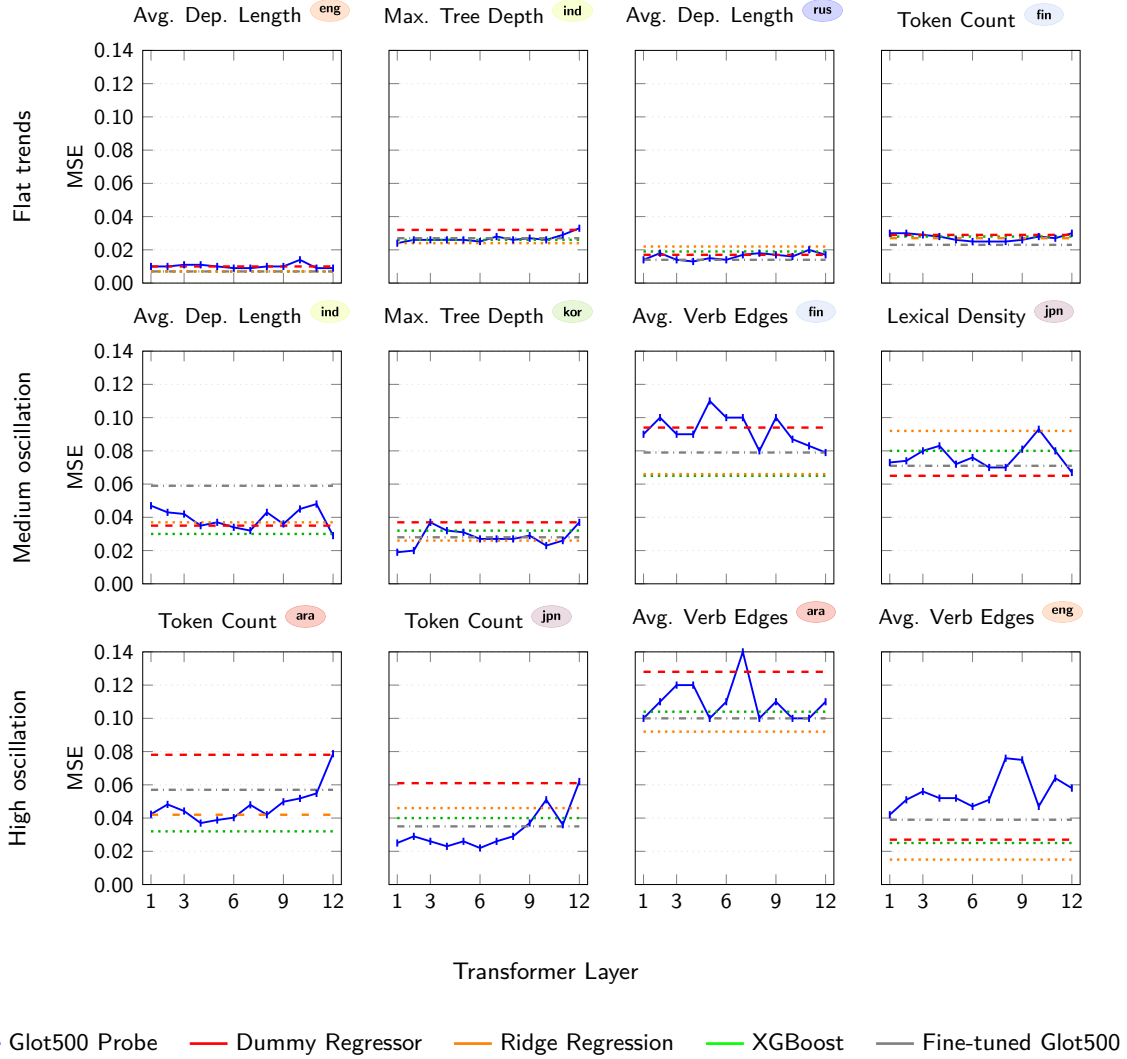 Avg. Dep. Length eng
Max. Tree Depth ind
Avg. Dep. Length rus
Token Count fin
Flat trends
MSE
0.14
0.12
0.10
0.08
0.06
0.04
0.02
0.00
Avg. Dep. Length ind
Max. Tree Depth kor
Avg. Verb Edges fin
Lexical Density jpn
Medium oscillation
MSE
0.14
0.12
0.10
0.08
0.06
0.04
0.02
0.00
Token Count ara
Token Count jpn
Avg. Verb Edges ara
Avg. Verb Edges eng
High oscillation
MSE
0.14
0.12
0.10
0.08
0.06
0.04
0.02
0.00
1 3 6 9 12
1 3 6 9 12
1 3 6 9 12
1 3 6 9 12
Transformer Layer
Glot500 Probe Dummy Regressor Ridge Regression XGBoost Fine-tuned Glot500